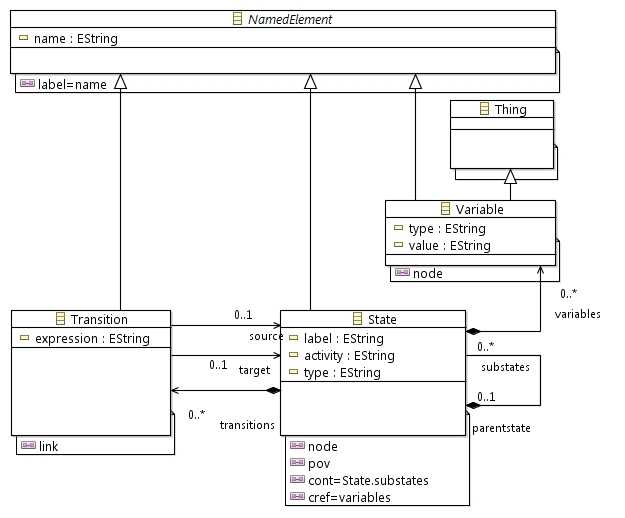 NamedElement
name : EString
label=name
Thing
Variable
type : EString
value : EString
node
0..*
variables
Transition
expression : EString
link
0..1
source
0..1
target
0..*
transitions
State
label : EString
activity : EString
type : EString
node
pov
cont=State.substates
cref=variables
0..*
substates
0..1
parentstate